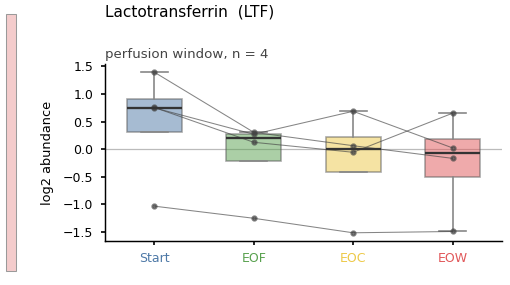 Lactotransferrin (LTF)
perfusion window, n = 4
log2 abundance
1.5
1.0
0.5
0.0
−0.5
−1.0
−1.5
Start EOF EOC EOW